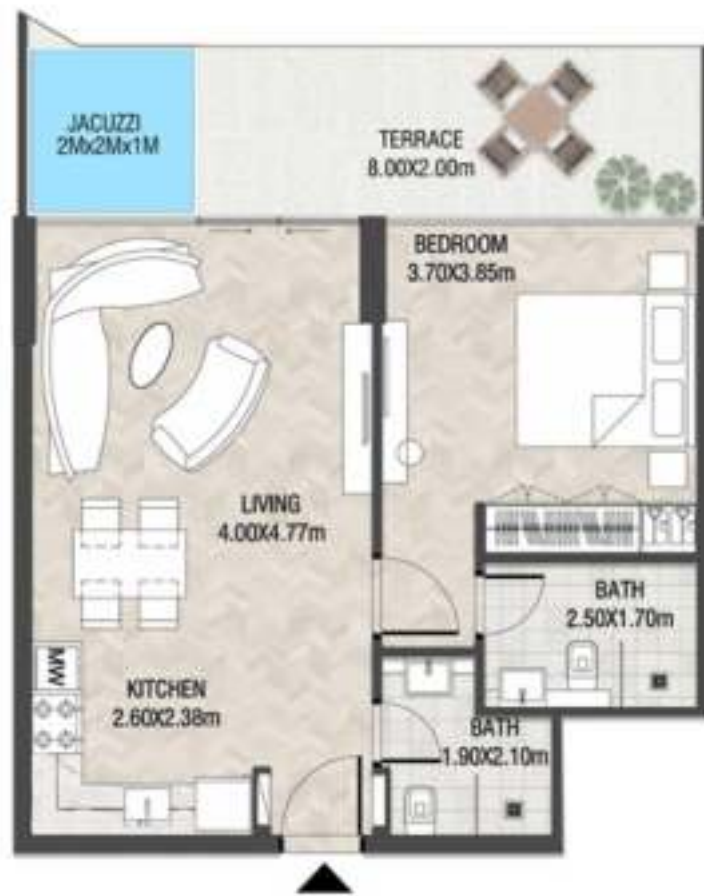 JACUZZI
2Mx2Mx1M
TERRACE
8.00X2.00m
BEDROOM
3.70X3.85m
LIVING
4.00X4.77m
BATH
2.50X1.70m
MW
KITCHEN
2.60X2.38m
BATH
1.90X2.10m